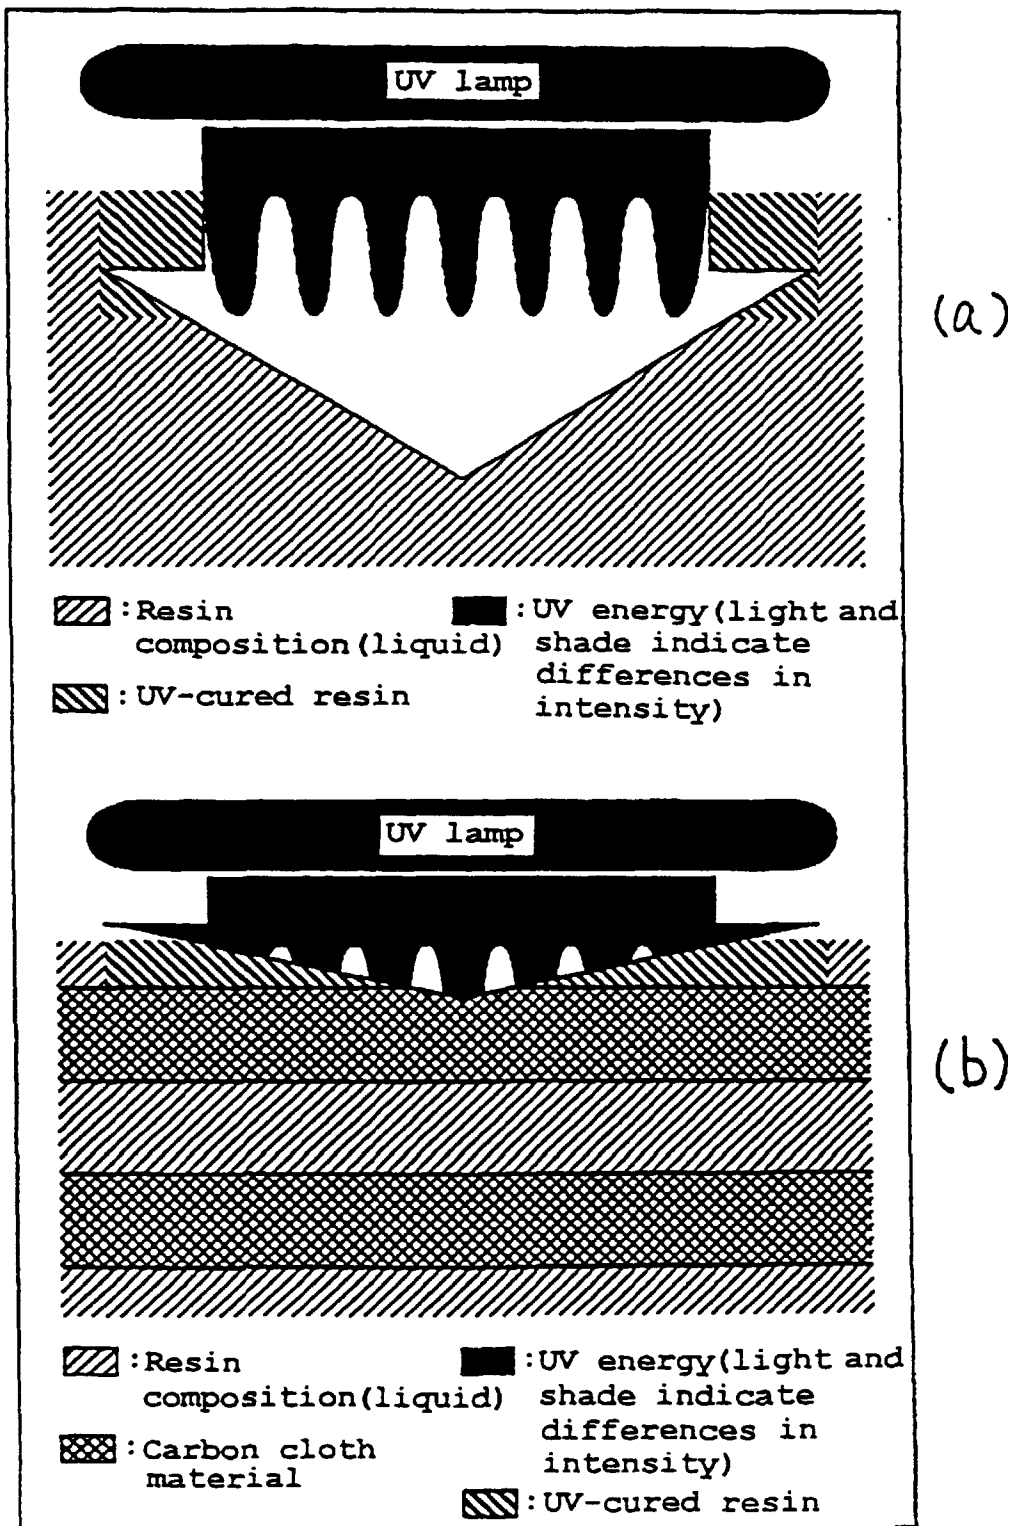 UV lamp
(a)
:Resin
composition(liquid)
:UV-cured resin
:UV energy(light and
shade indicate
differences in
intensity)
UV lamp
(b)
:Resin
composition(liquid)
:Carbon cloth
material
:UV energy(light and
shade indicate
differences in
intensity)
:UV-cured resin